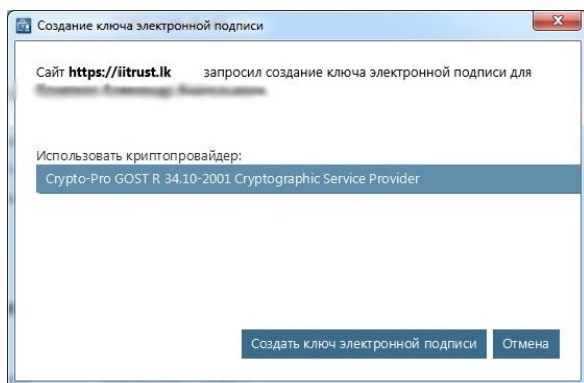 Создание ключа электронной подписи
Сайт https://iitrust.lk запросил создание ключа электронной подписи для
Использовать криптопровайдер:
Crypto-Pro GOST R 34.10-2001 Cryptographic Service Provider
Создать ключ электронной подписи Отмена